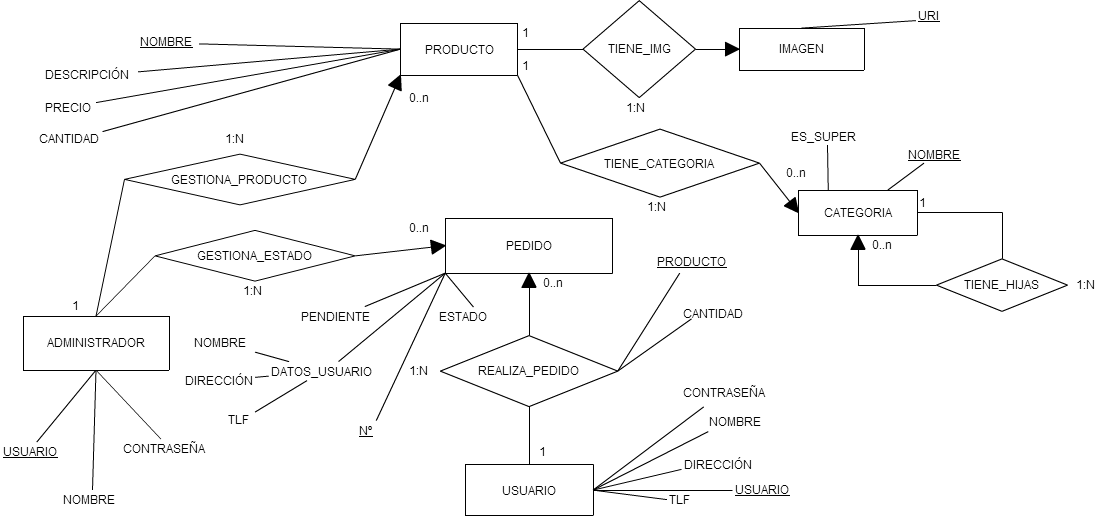 URI
NOMBRE
PRODUCTO
1
TIENE_IMG
IMAGEN
1
DESCRIPCIÓN
0..n
PRECIO
1:N
CANTIDAD
1:N
ES_SUPER
NOMBRE
GESTIONA_PRODUCTO
TIENE_CATEGORIA
0..n
1:N
CATEGORIA
1
0..n
0..n
GESTIONA_ESTADO
PEDIDO
PRODUCTO
1:N
0..n
TIENE_HIJAS
1:N
1
PENDIENTE
ESTADO
CANTIDAD
ADMINISTRADOR
NOMBRE
DATOS_USUARIO
1:N
REALIZA_PEDIDO
DIRECCIÓN
CONTRASEÑA
TLF
NOMBRE
Nº
USUARIO
CONTRASEÑA
1
DIRECCIÓN
USUARIO
USUARIO
TLF
NOMBRE